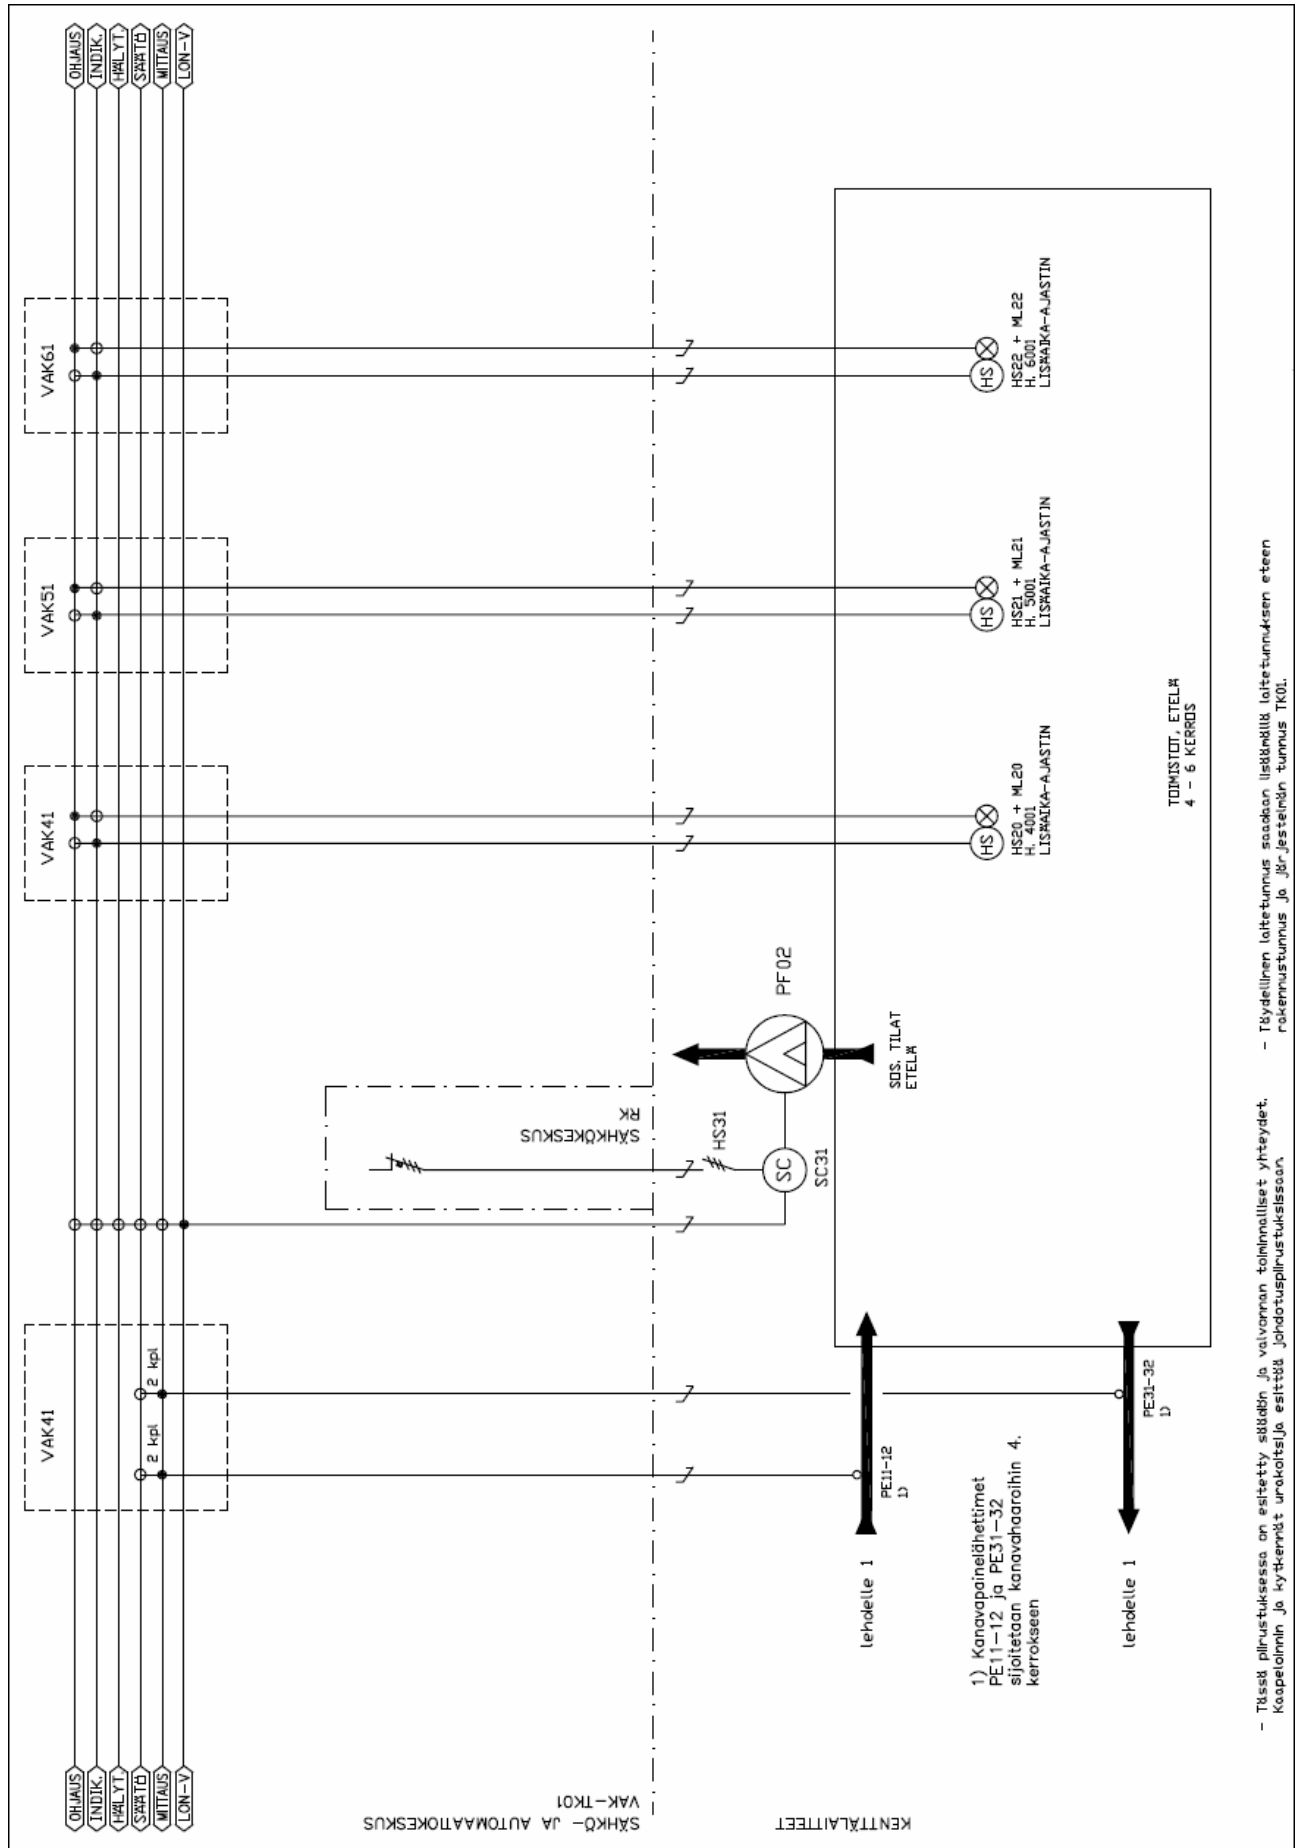 OHJAUS
INDIK.
HÄLYT.
SÄÄTÖ
MITTAUS
LON-V
VAK41
2 kpl
2 kpl
VAK41
VAK51
VAK61
OHJAUS
INDIK.
HÄLYT.
SÄÄTÖ
MITTAUS
LON-V
SÄHKÖ- JA AUTOMAATIOKESKUS
VAK-TK01
SÄHKÖKESKUS
RK
HS31
SC
SC31
PF02
SOS. TILAT
ETELÄ
KENTTÄLAITTEET
lehdelle 1
PE11-12
1)
1) Kanavapainelähettimet
PE11-12 ja PE31-32
sijoitetaan kanavahaaroihin 4.
kerrokseen
lehdelle 1
PE31-32
1)
HS
HS20 + ML20
H. 4001
LISÄAIKA-AJASTIN
HS
HS21 + ML21
H. 5001
LISÄAIKA-AJASTIN
HS
HS22 + ML22
H. 6001
LISÄAIKA-AJASTIN
TOIMISTOT, ETELÄ
4 - 6 KERROS
- Tässä piirustuksessa on esitetty säädön ja valvonnan toiminnalliset yhteydet.
Kaapeloinnin ja kytkennät urakoitsija esittää johdotuspiirustuksissaan.
- Täydellinen laitetunnus saadaan lisäämällä laitetunnuksen eteen
rakennustunnus ja järjestelmän tunnus TK01.